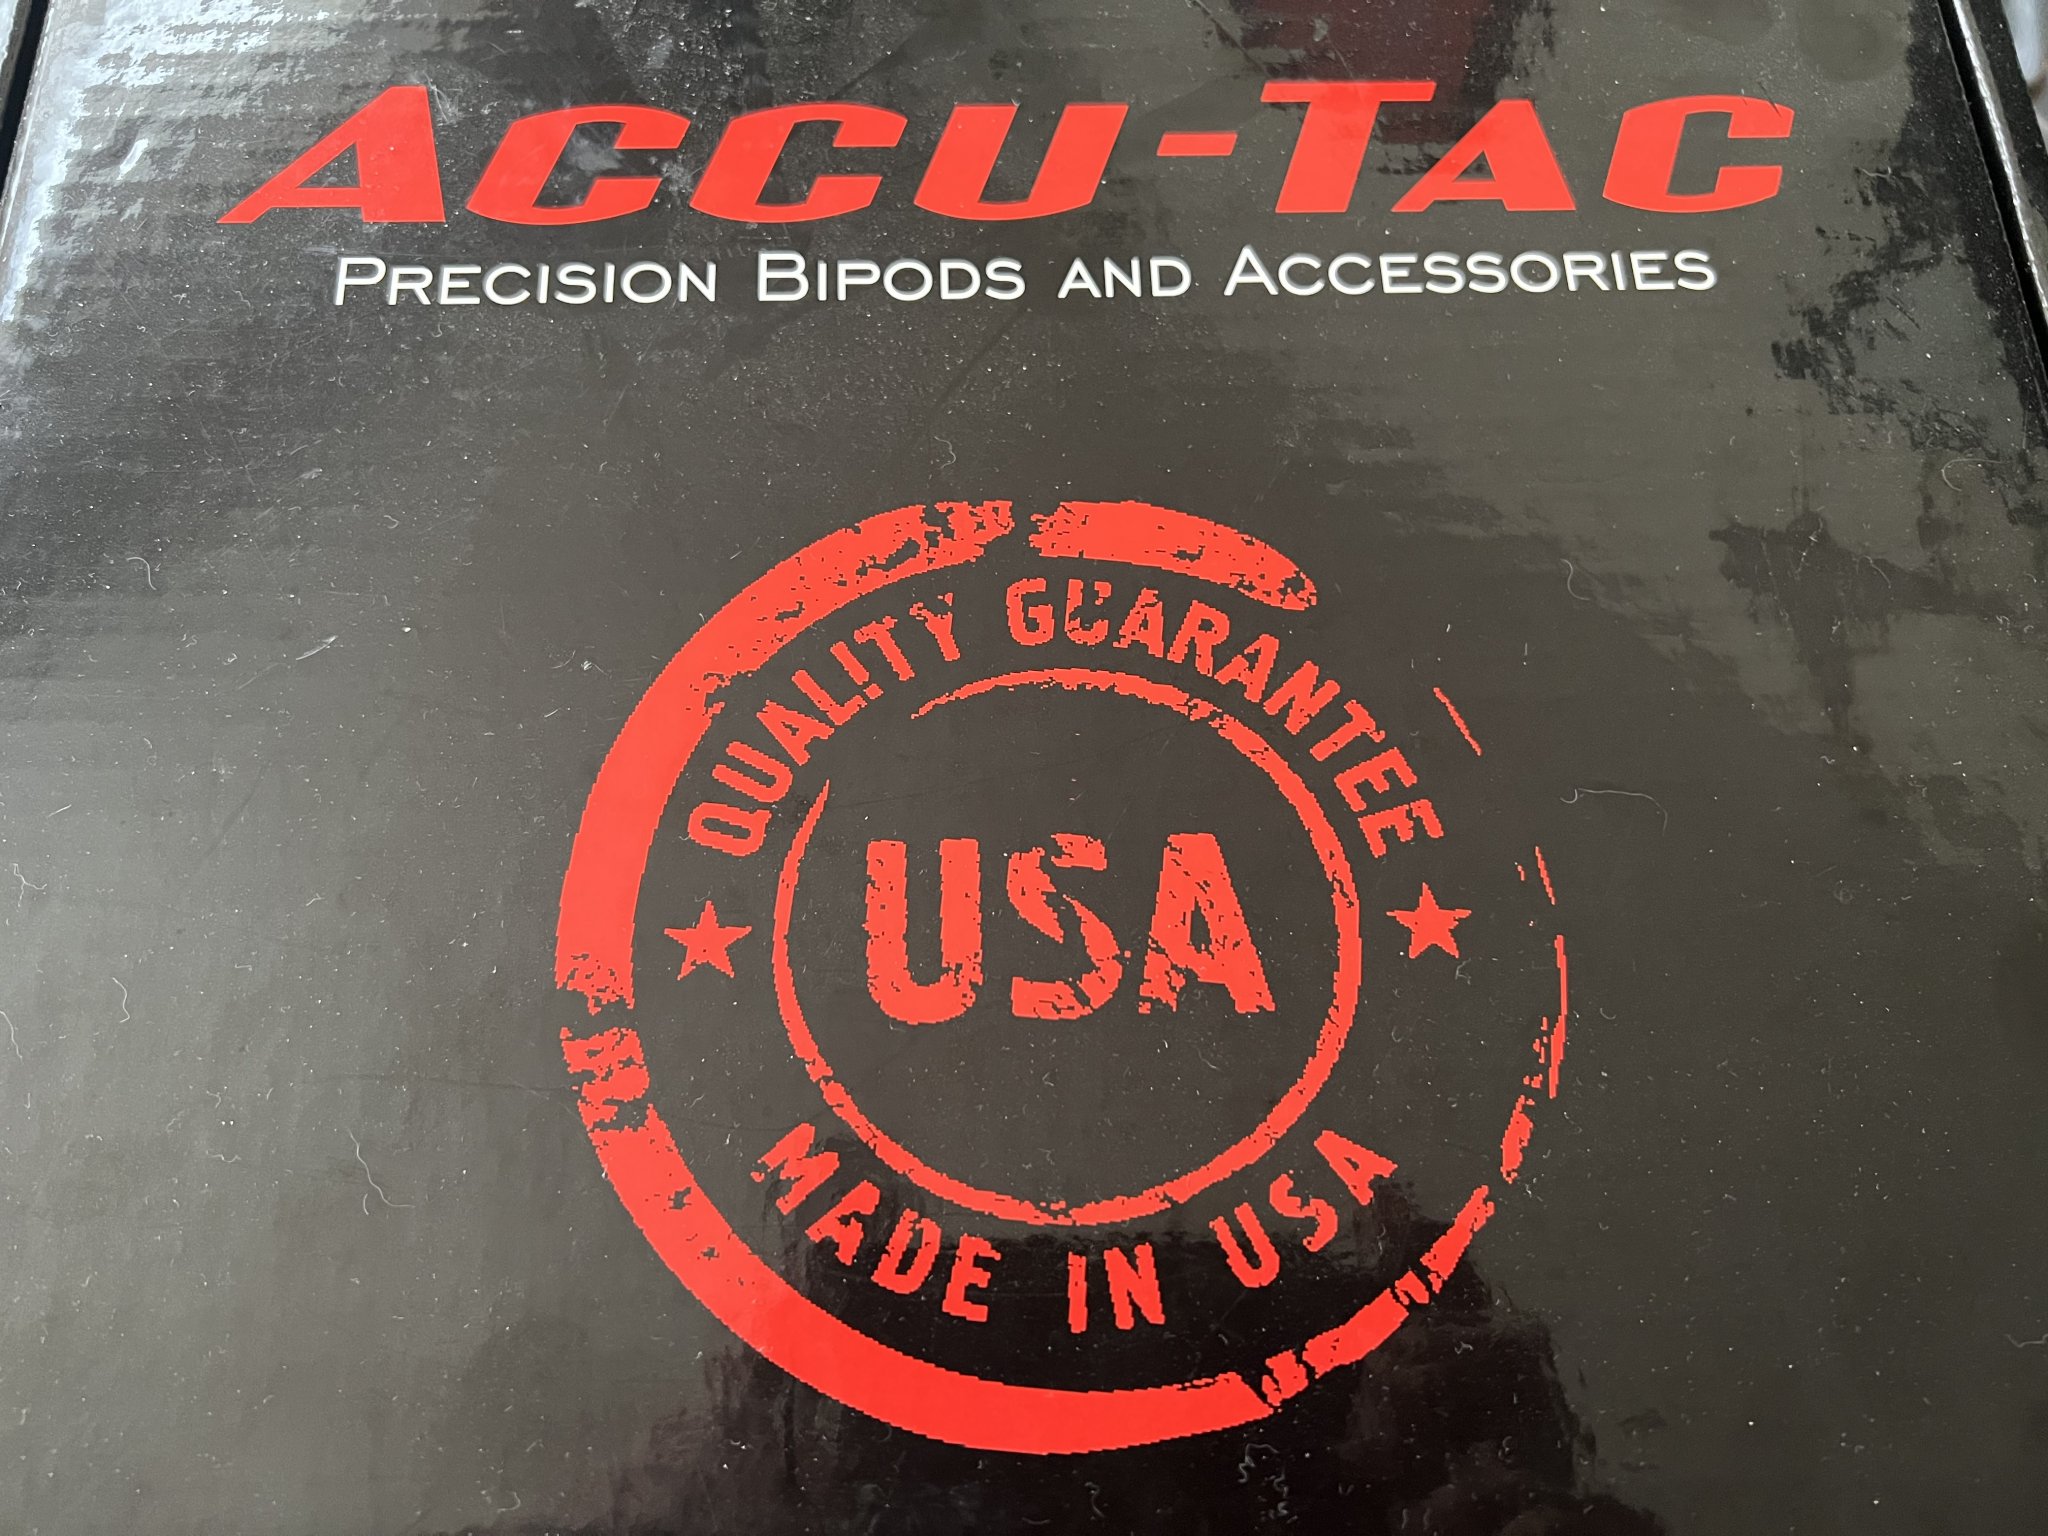 ACCU-TAC
PRECISION BIPODS AND ACCESSORIES
QUALITY GUARANTEE
USA
MADE IN USA